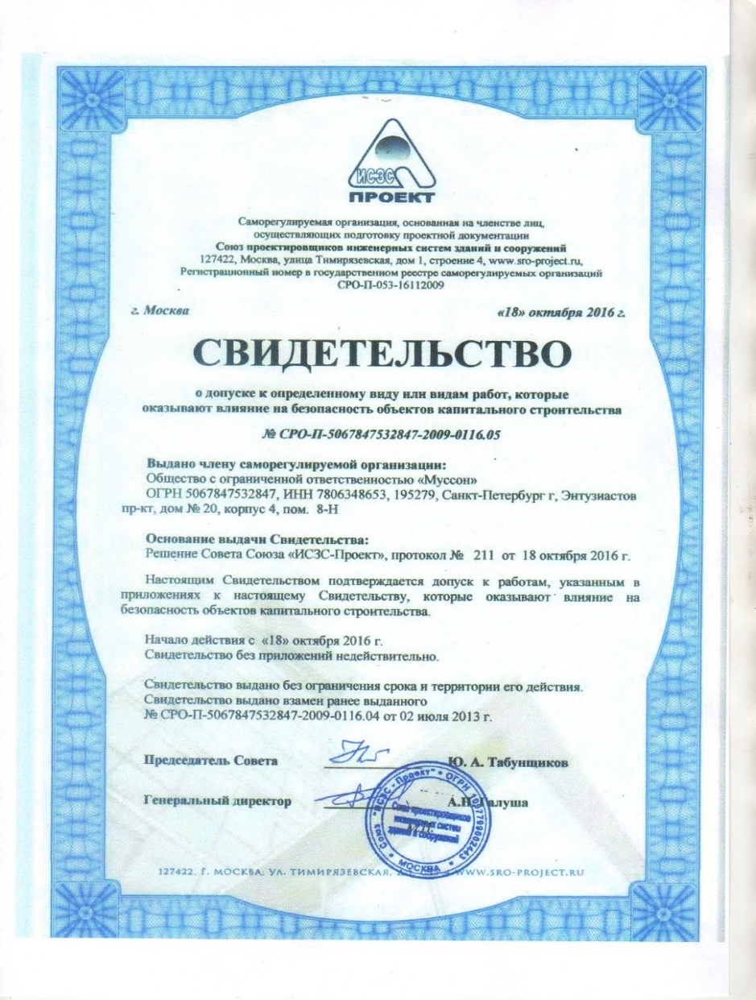 ИСЗС
ПРОЕКТ
Саморегулируемая организация, основанная на членстве лиц,
осуществляющих подготовку проектной документации
Союз проектировщиков инженерных систем зданий и сооружений
127422, Москва, улица Тимирязевская, дом 1, строение 4, www.sro-project.ru,
Регистрационный номер в государственном реестре саморегулируемых организаций
СРО-П-053-16112009
г. Москва «18» октября 2016 г.
СВИДЕТЕЛЬСТВО
о допуске к определенному виду или видам работ, которые
оказывают влияние на безопасность объектов капитального строительства
№ СРО-П-5067847532847-2009-0116.05
Выдано члену саморегулируемой организации:
Общество с ограниченной ответственностью «Муссон»
ОГРН 5067847532847, ИНН 7806348653, 195279, Санкт-Петербург г, Энтузиастов
пр-кт, дом № 20, корпус 4, пом. 8-Н
Основание выдачи Свидетельства:
Решение Совета Союза «ИСЗС-Проект», протокол № 211 от 18 октября 2016 г.
Настоящим Свидетельством подтверждается допуск к работам, указанным в
приложениях к настоящему Свидетельству, которые оказывают влияние на
безопасность объектов капитального строительства.
Начало действия с «18» октября 2016 г.
Свидетельство без приложений недействительно.
Свидетельство выдано без ограничения срока и территории его действия.
Свидетельство выдано взамен ранее выданного
№ СРО-П-5067847532847-2009-0116.04 от 02 июля 2013 г.
Председатель Совета Ю. А. Табунщиков
Генеральный директор А.Н. Галуша
Союз "ИСЗС-Проект" * ОГРН 1027799002443 * МОСКВА *
Союз проектировщиков
инженерных систем
зданий и сооружений
М.П.
127422, Г. МОСКВА, УЛ. ТИМИРЯЗЕВСКАЯ, WWW.SRO-PROJECT.RU